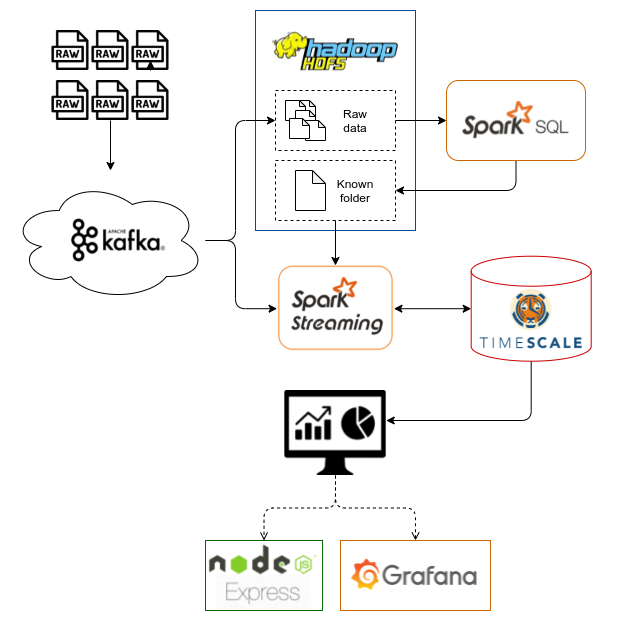 RAW RAW RAW
RAW RAW RAW
hadoop
HDFS
Raw
data
Spark SQL
Known
folder
APACHE
kafka®
Spark
Streaming
TIMESCALE
node JS
Express
Grafana